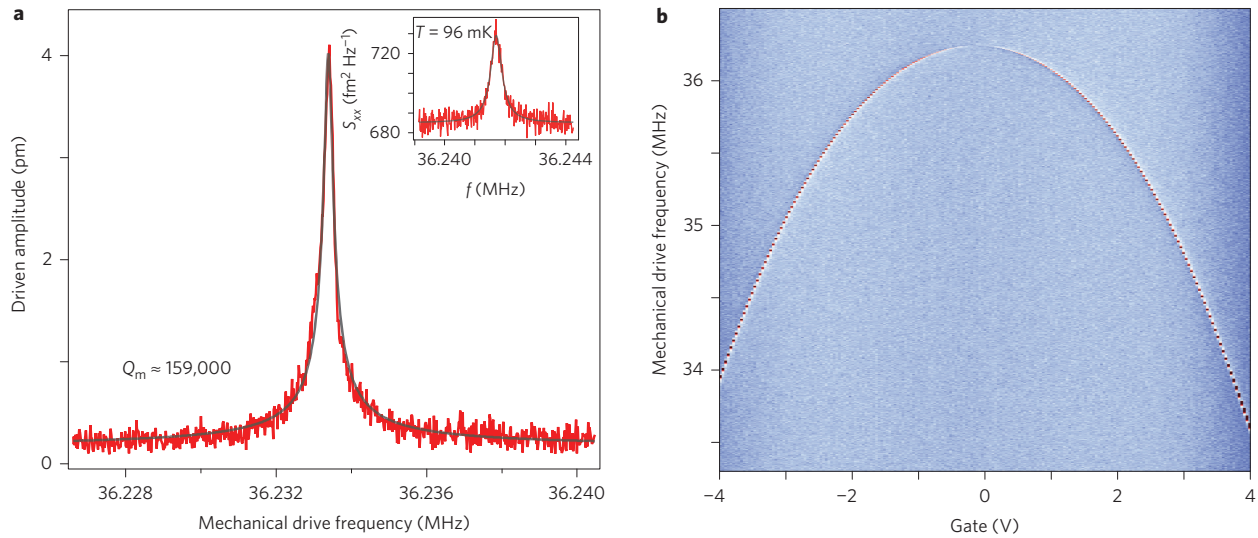 a
4
2
0
Driven amplitude (pm)
Qm ≈ 159,000
36.228
36.232
36.236
36.240
Mechanical drive frequency (MHz)
T = 96 mK
720
680
Sxx (fm² Hz⁻¹)
36.240
36.244
f (MHz)
b
36
35
34
Mechanical drive frequency (MHz)
−4
−2
0
2
4
Gate (V)